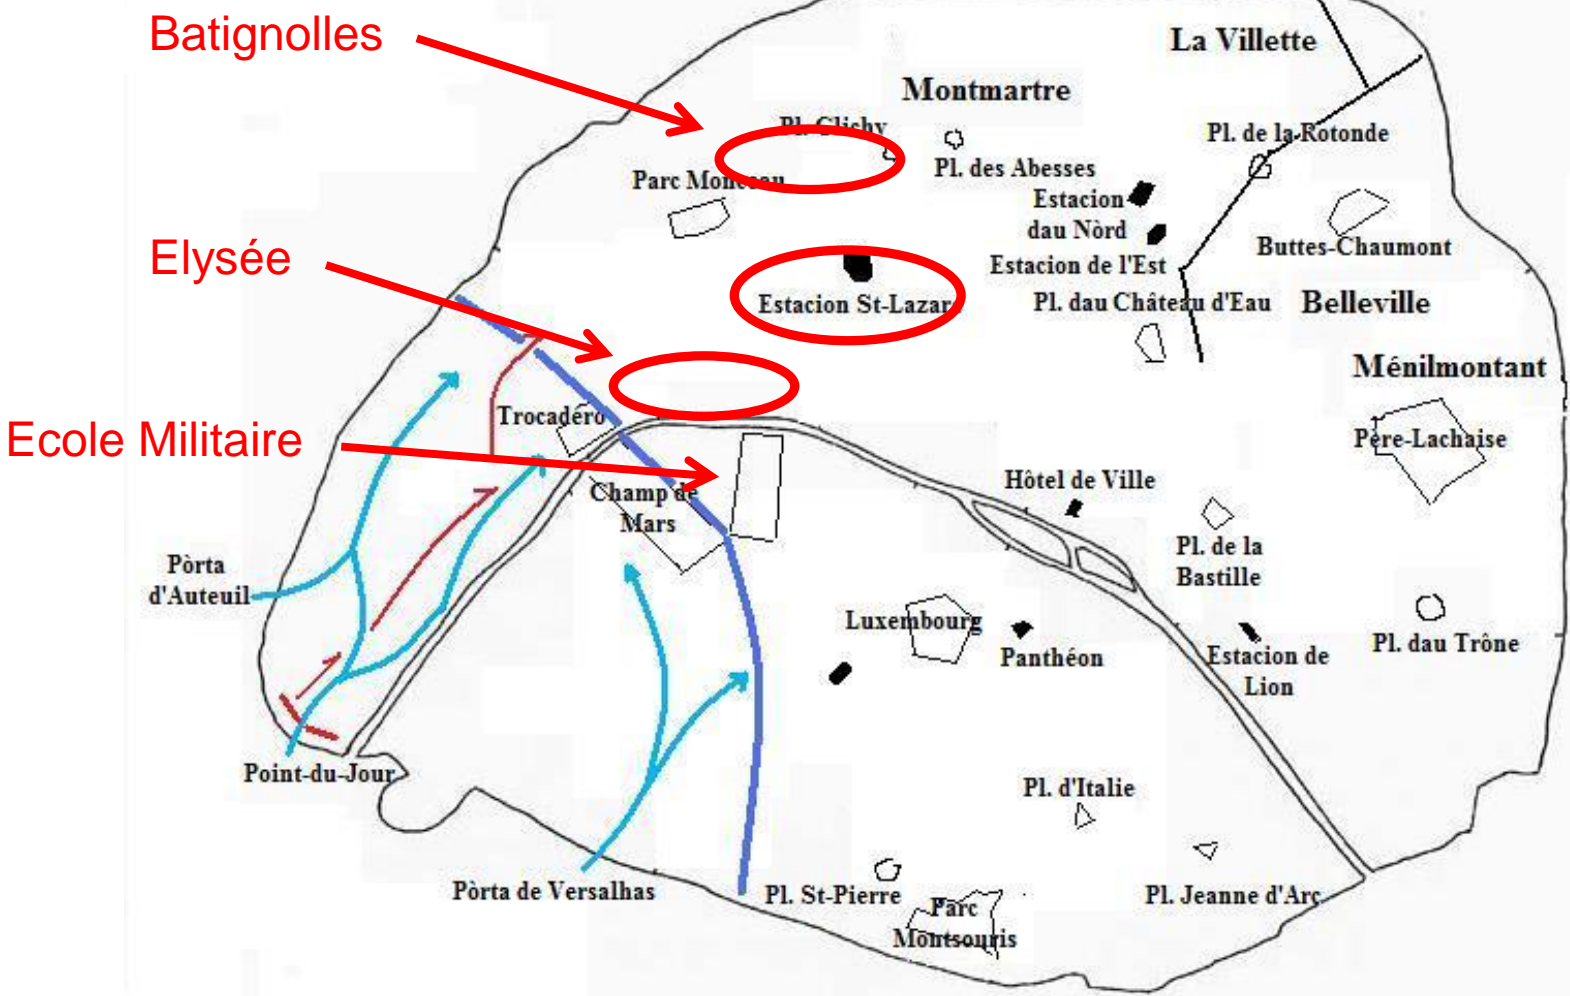 Batignolles
La Villette
Montmartre
Pl. Clichy
Pl. de la Rotonde
Pl. des Abesses
Parc Monceau
Estacion
dau Nòrd
Elysée
Buttes-Chaumont
Estacion de l'Est
Estacion St-Lazare
Pl. dau Château d'Eau
Belleville
Ménilmontant
Trocadéro
Ecole Militaire
Père-Lachaise
Hôtel de Ville
Champ de
Mars
Pl. de la
Bastille
Pòrta
d'Auteuil
Luxembourg
Panthéon
Estacion de
Lion
Pl. dau Trône
Point-du-Jour
Pl. d'Italie
Pòrta de Versalhas
Pl. St-Pierre
Pl. Jeanne d'Arc
Parc
Montsouris